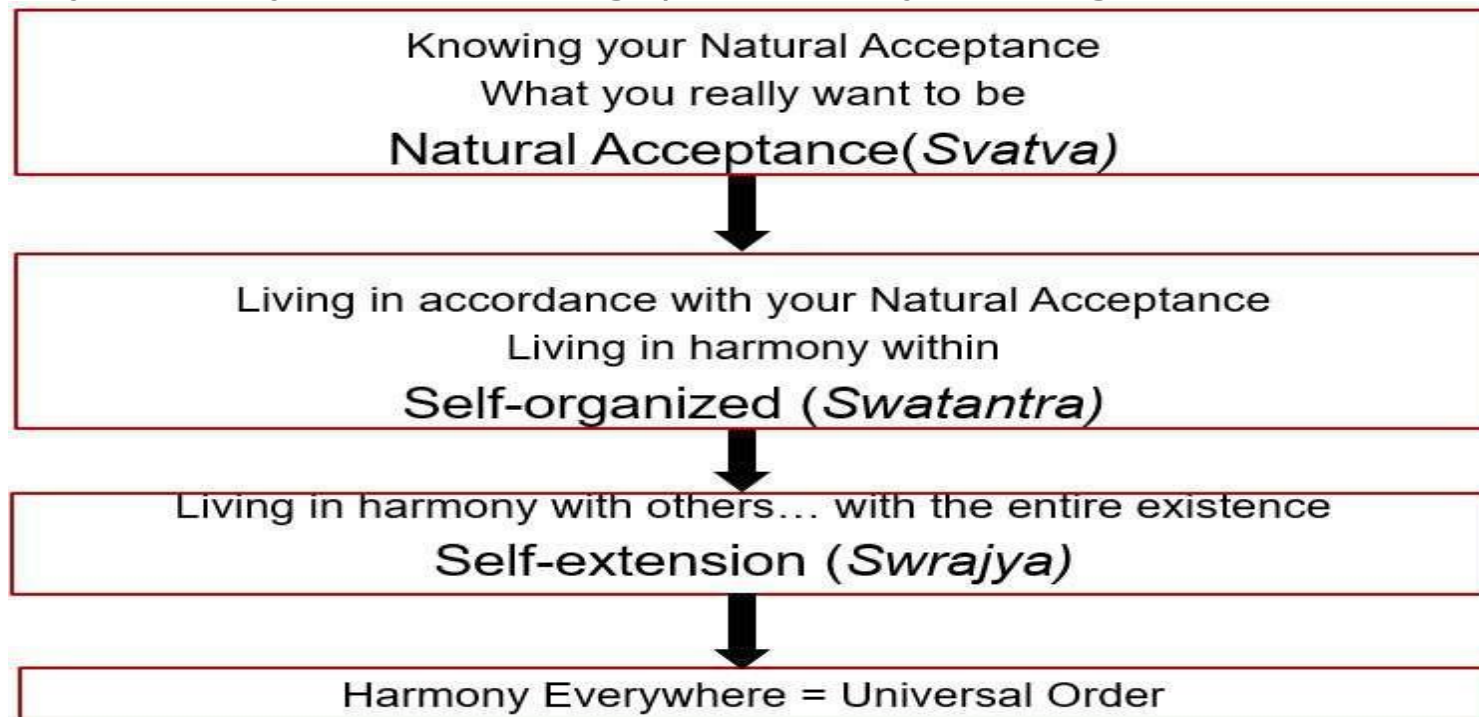 Knowing your Natural Acceptance
What you really want to be
Natural Acceptance(Svatva)
Living in accordance with your Natural Acceptance
Living in harmony within
Self-organized (Swatantra)
Living in harmony with others... with the entire existence
Self-extension (Swrajya)
Harmony Everywhere = Universal Order